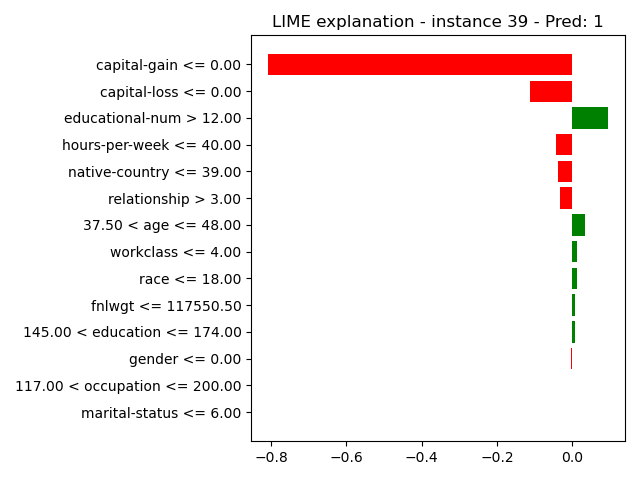 LIME explanation - instance 39 - Pred: 1
capital-gain <= 0.00
capital-loss <= 0.00
educational-num > 12.00
hours-per-week <= 40.00
native-country <= 39.00
relationship > 3.00
37.50 < age <= 48.00
workclass <= 4.00
race <= 18.00
fnlwgt <= 117550.50
145.00 < education <= 174.00
gender <= 0.00
117.00 < occupation <= 200.00
marital-status <= 6.00
−0.8 −0.6 −0.4 −0.2 0.0